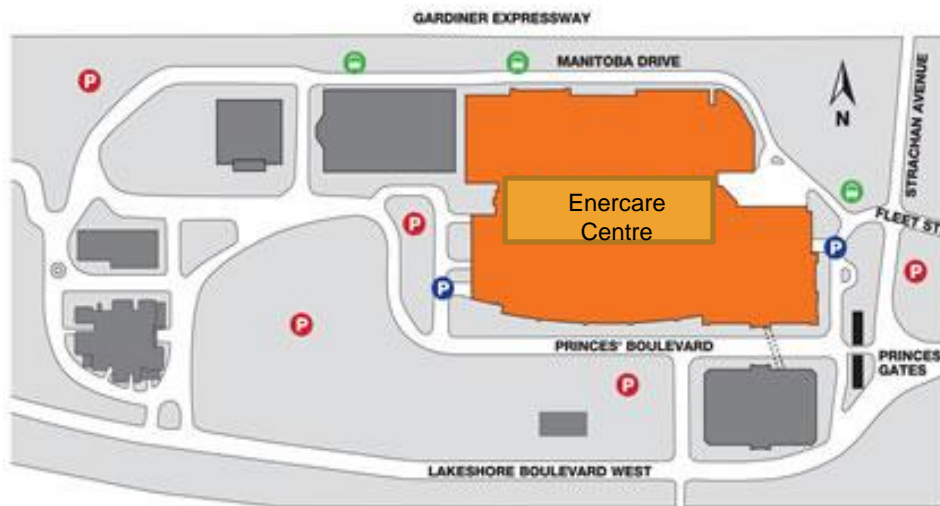 GARDINER EXPRESSWAY
P
MANITOBA DRIVE
N
STRACHAN AVENUE
Enercare
Centre
P
FLEET ST
P
P
P
P
PRINCES' BOULEVARD
PRINCES
GATES
P
LAKESHORE BOULEVARD WEST